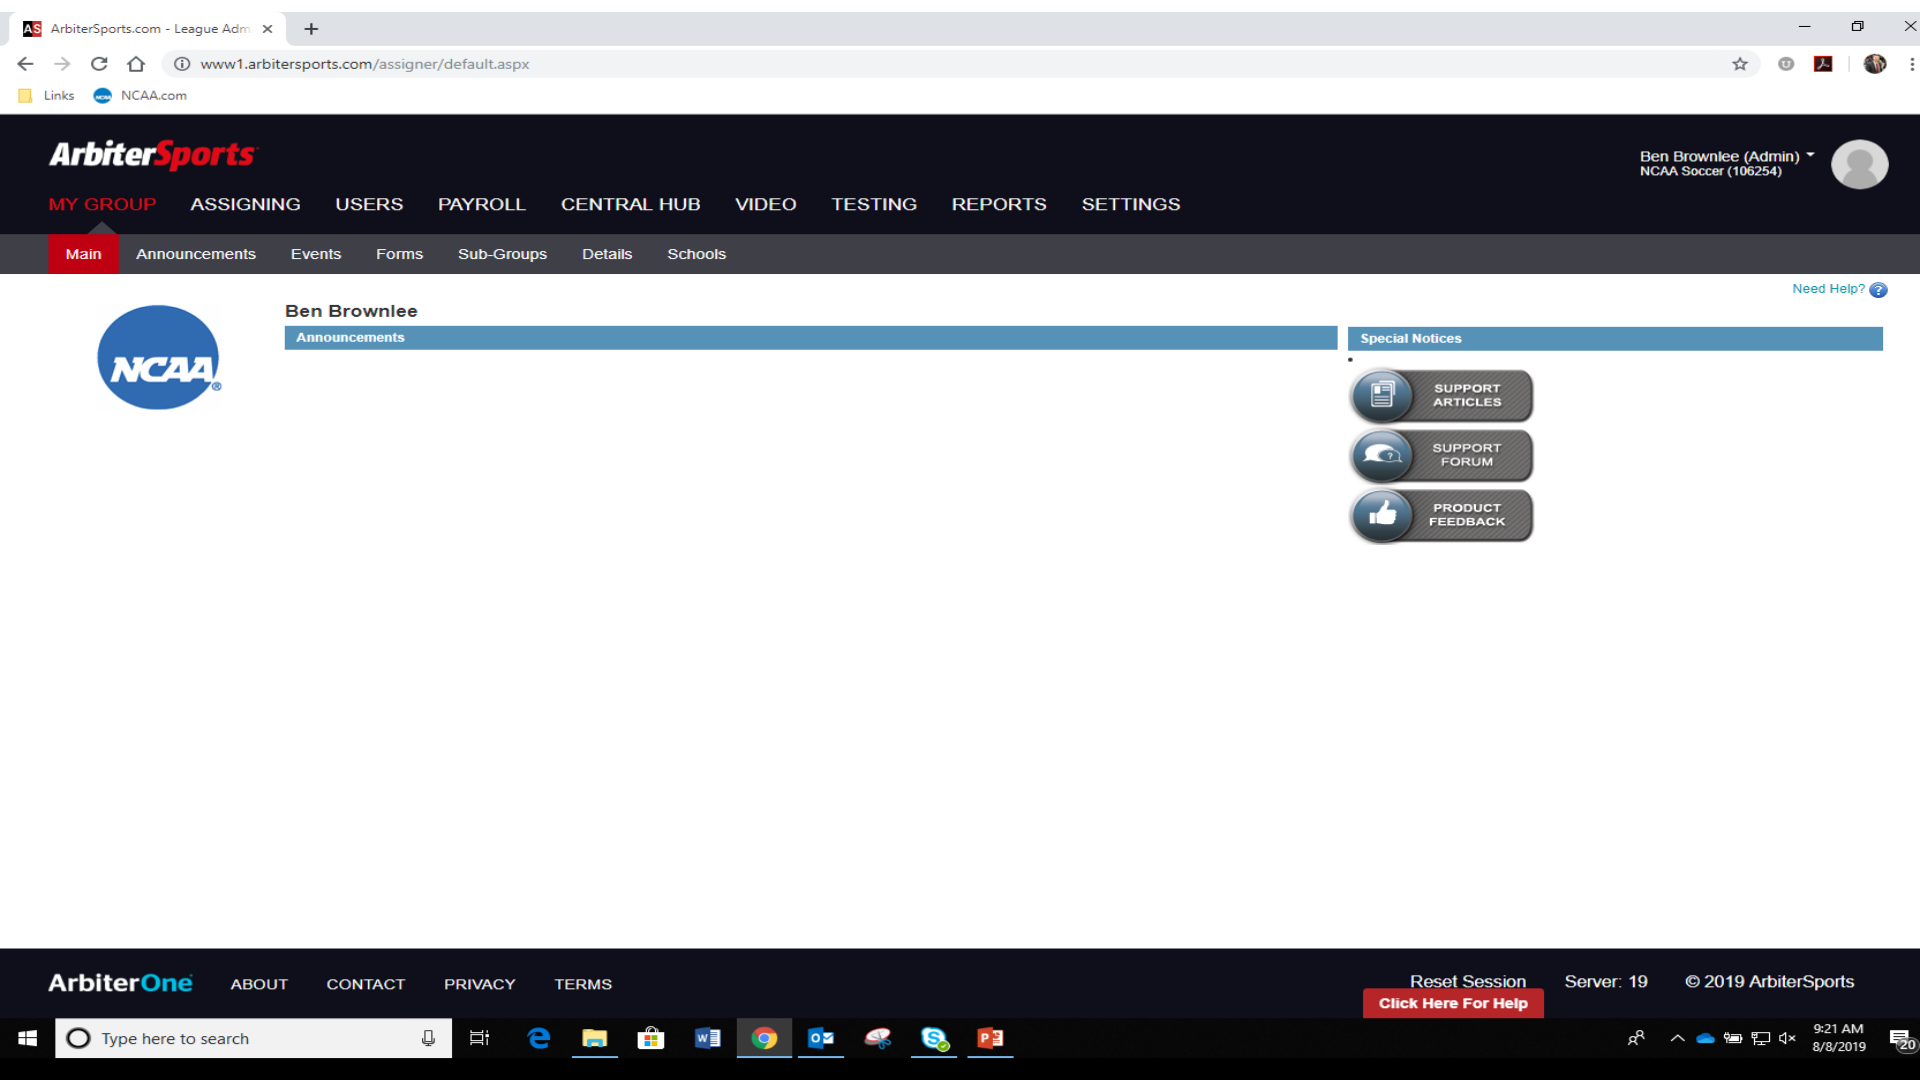 AS ArbiterSports.com - League Adm
www1.arbitersports.com/assigner/default.aspx
Links NCAA.com
ArbiterSports
Ben Brownlee (Admin)
NCAA Soccer (106254)
MY GROUP ASSIGNING USERS PAYROLL CENTRAL HUB VIDEO TESTING REPORTS SETTINGS
Main Announcements Events Forms Sub-Groups Details Schools
Need Help? ?
Ben Brownlee
Announcements
Special Notices
NCAA®
SUPPORT
ARTICLES
SUPPORT
FORUM
PRODUCT
FEEDBACK
ArbiterOne ABOUT CONTACT PRIVACY TERMS
Reset Session Server: 19 © 2019 ArbiterSports
Click Here For Help
Type here to search
9:21 AM
8/8/2019
20